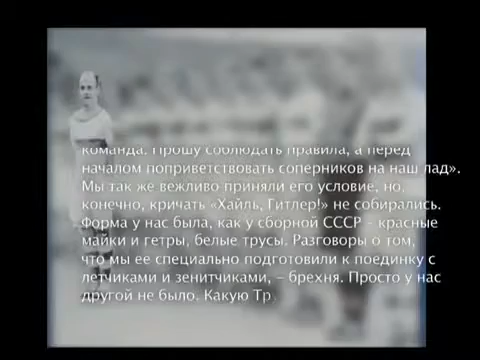 команда. Прошу соблюдать правила, а перед
началом поприветствовать соперников на наш лад».
Мы так же вежливо приняли его условие, но,
конечно, кричать «Хайль, Гитлер!» не собирались.
Форма у нас была, как у сборной СССР - красные
майки и гетры, белые трусы. Разговоры о том,
что мы ее специально подготовили к поединку с
летчиками и зенитчиками, – брехня. Просто у нас
другой не было. Какую Тр